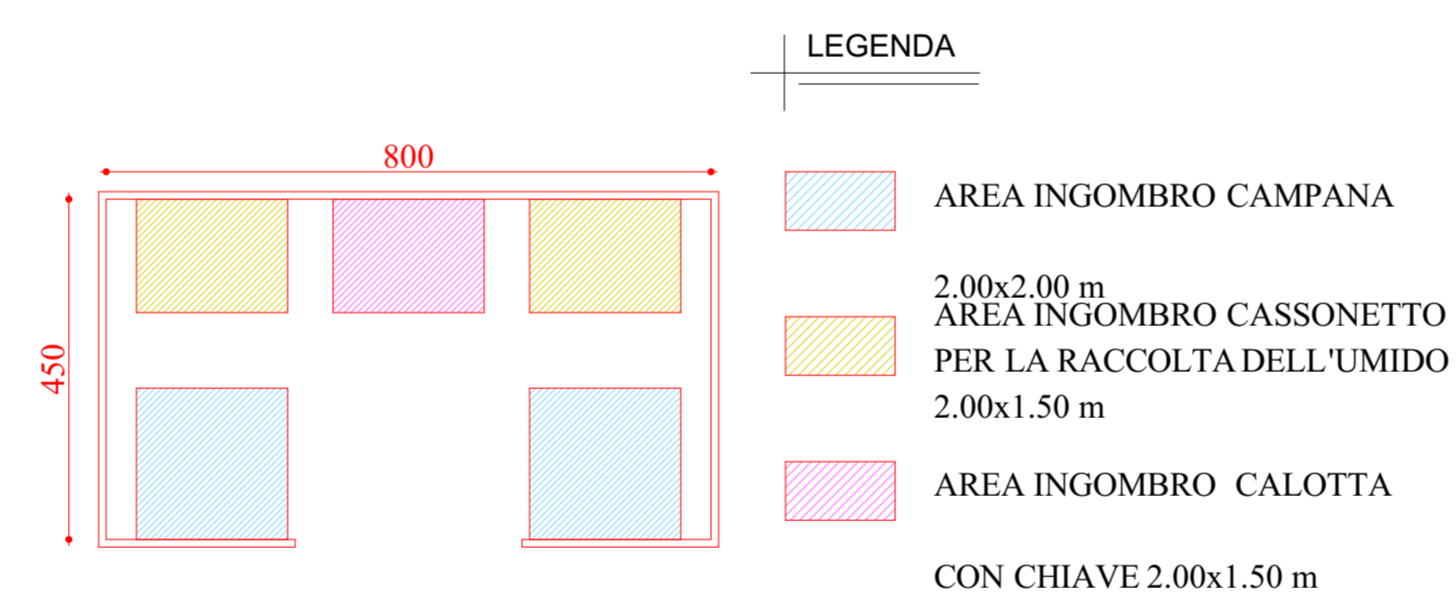 LEGENDA
800
450
AREA INGOMBRO CAMPANA
2.00x2.00 m
AREA INGOMBRO CASSONETTO
PER LA RACCOLTA DELL'UMIDO
2.00x1.50 m
AREA INGOMBRO CALOTTA
CON CHIAVE 2.00x1.50 m